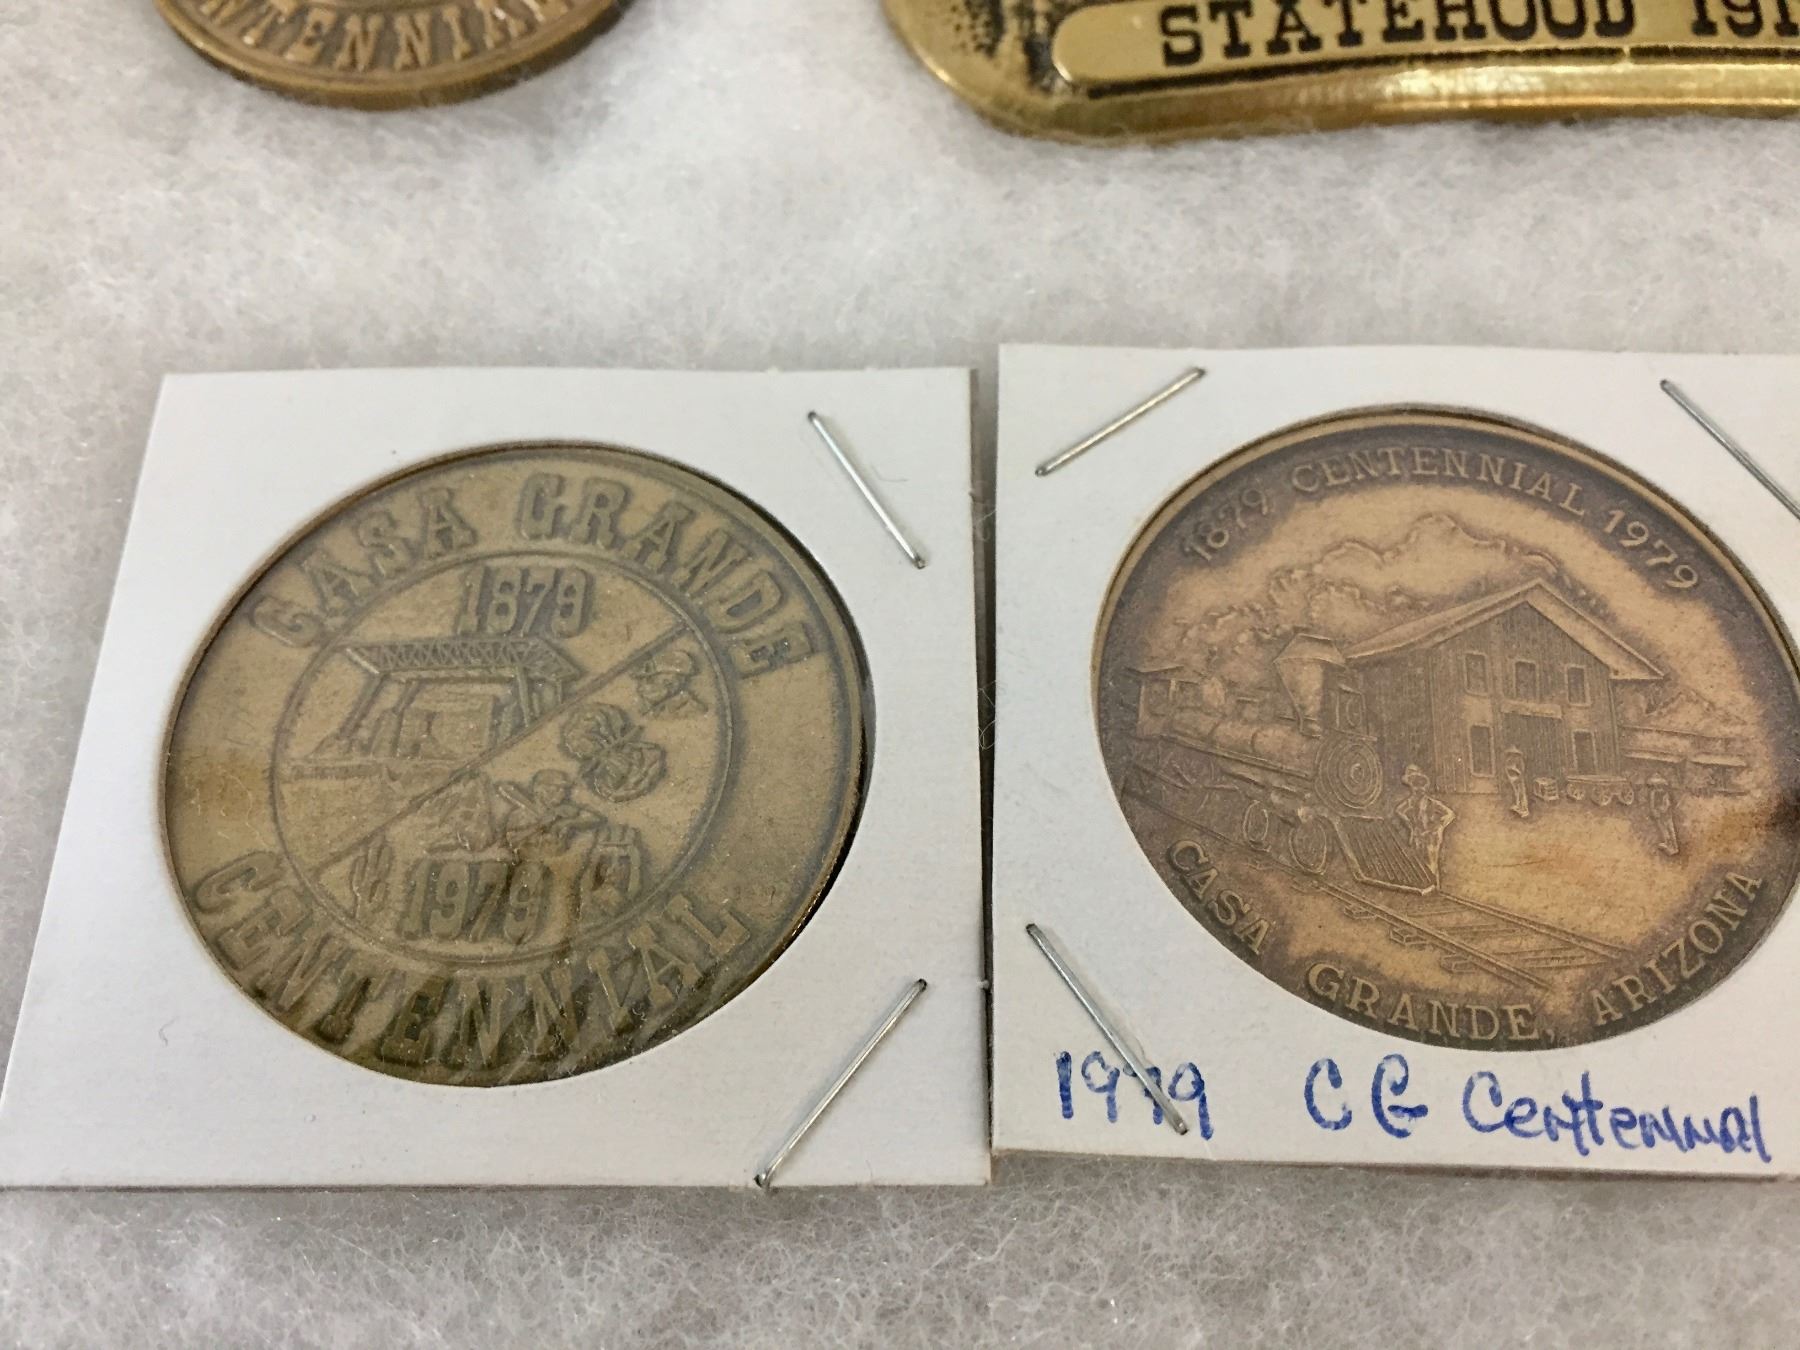 STATEHOOD
CASA GRANDE
1879
1979
CENTENNIAL
1879 CENTENNIAL 1979
CASA GRANDE, ARIZONA
1979 CG Centennial